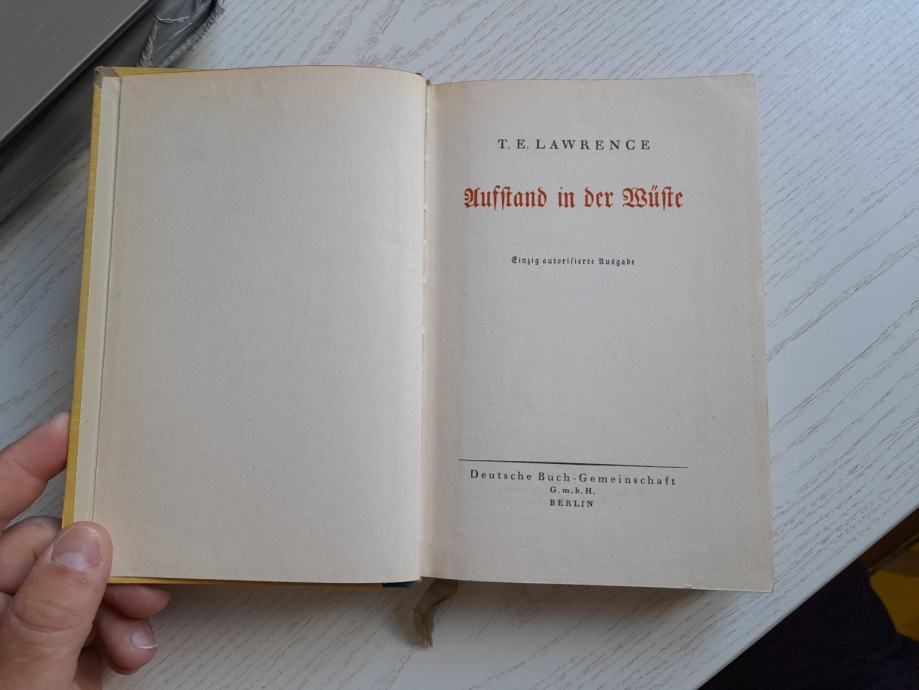 T. E. LAWRENCE
Aufſtand in der Wüſte
Einzig autoriſierte Ausgabe
Deutsche Buch-Gemeinschaft
G. m. b. H.
BERLIN